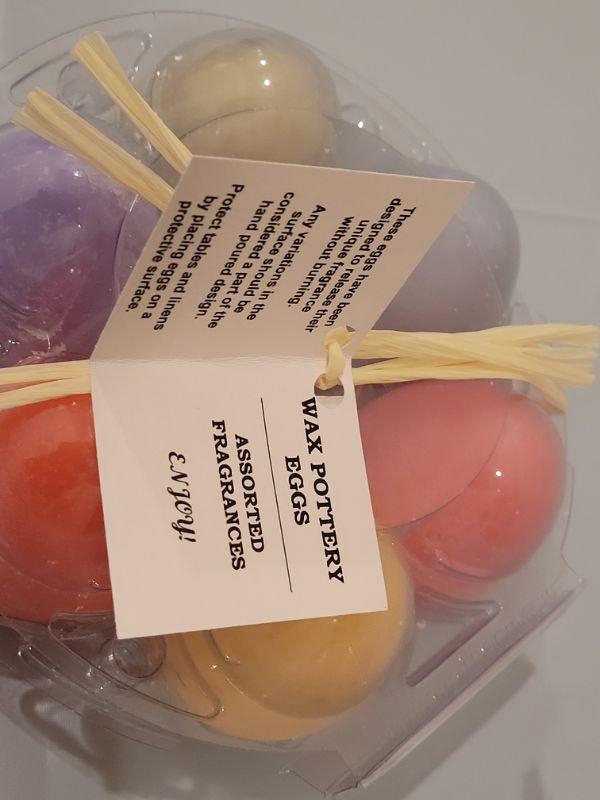 These eggs have been
designed to release their
unique fragrance
without burning.
Any variations in the
surface should be
considered a part of the
hand poured design.
Protect tables and linens
by placing eggs on a
protective surface.
WAX POTTERY
EGGS
ASSORTED
FRAGRANCES
ENJOY!